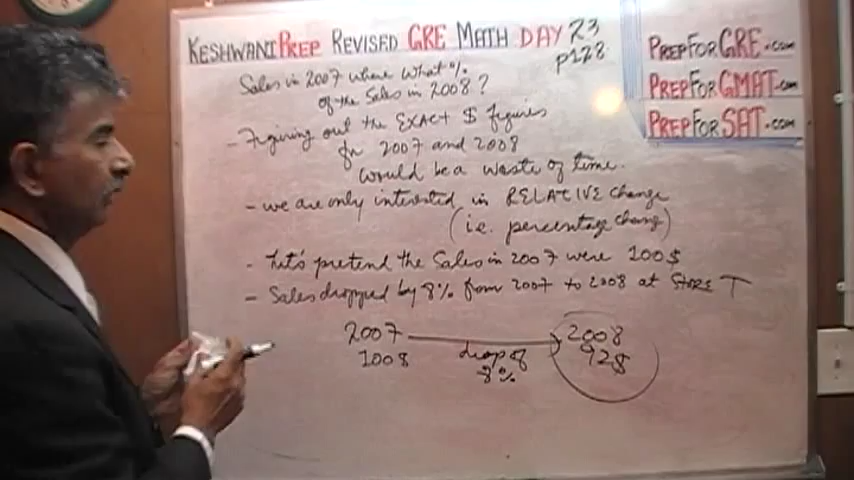 KESHWANI PREP REVISED GRE MATH DAY 23
p128
PREPFORGRE.com
PREPFORGMAT.com
PREPFORSAT.com
Sales in 2007 where what %
of the sales in 2008?
- Figuring out the EXACT $ figures
for 2007 and 2008
would be a waste of time.
- we are only interested in RELATIVE change
(i.e. percentage change)
- Let's pretend the Sales in 2007 were 100$
- Sales dropped by 8% from 2007 to 2008 at STORE T
2007 2008
100$ drop of 92$
8%